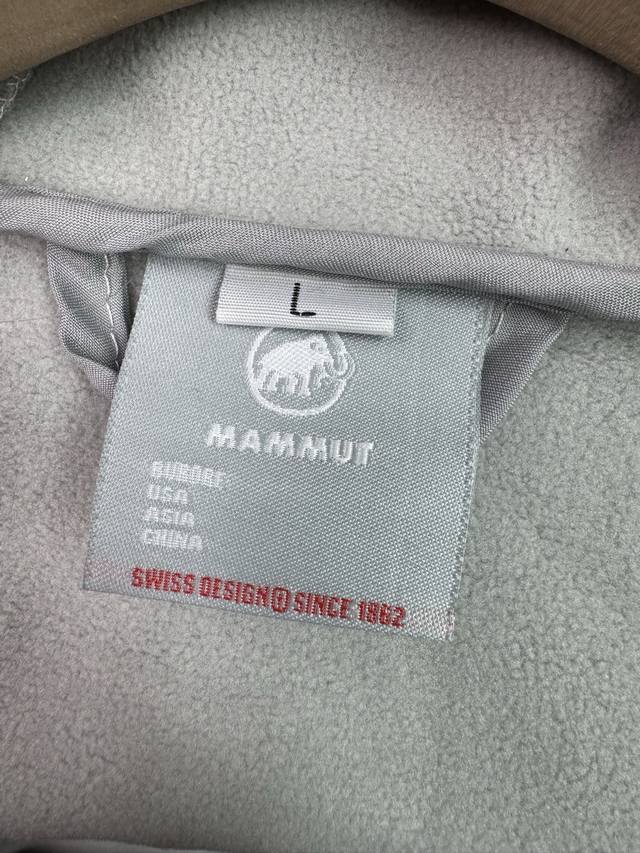 L
MAMMUT
EUROPE
USA
ASIA
CHINA
SWISS DESIGN SINCE 1862